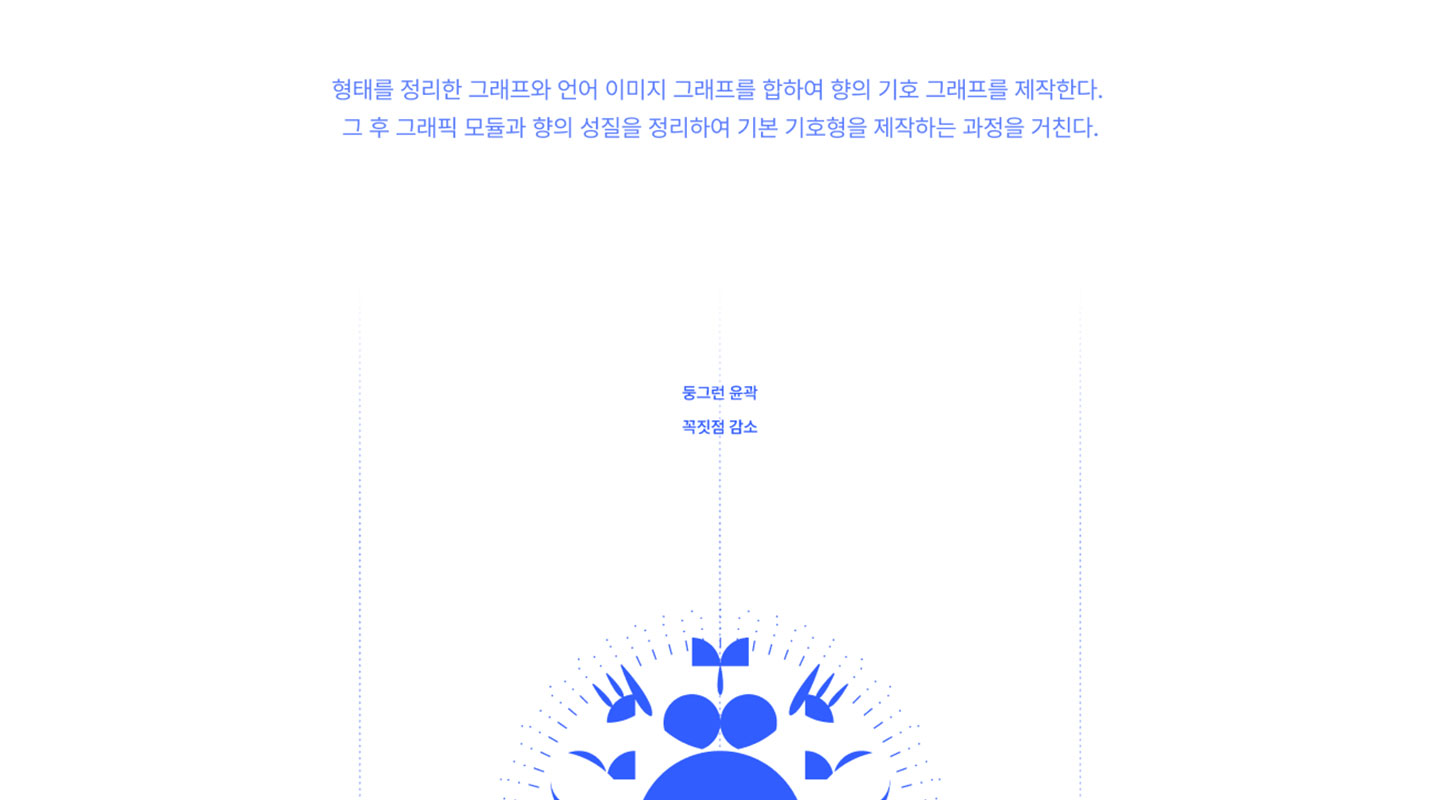 형태를 정리한 그래프와 언어 이미지 그래프를 합하여 향의 기호 그래프를 제작한다.
그 후 그래픽 모듈과 향의 성질을 정리하여 기본 기호형을 제작하는 과정을 거친다.
둥그런 윤곽
꼭짓점 감소